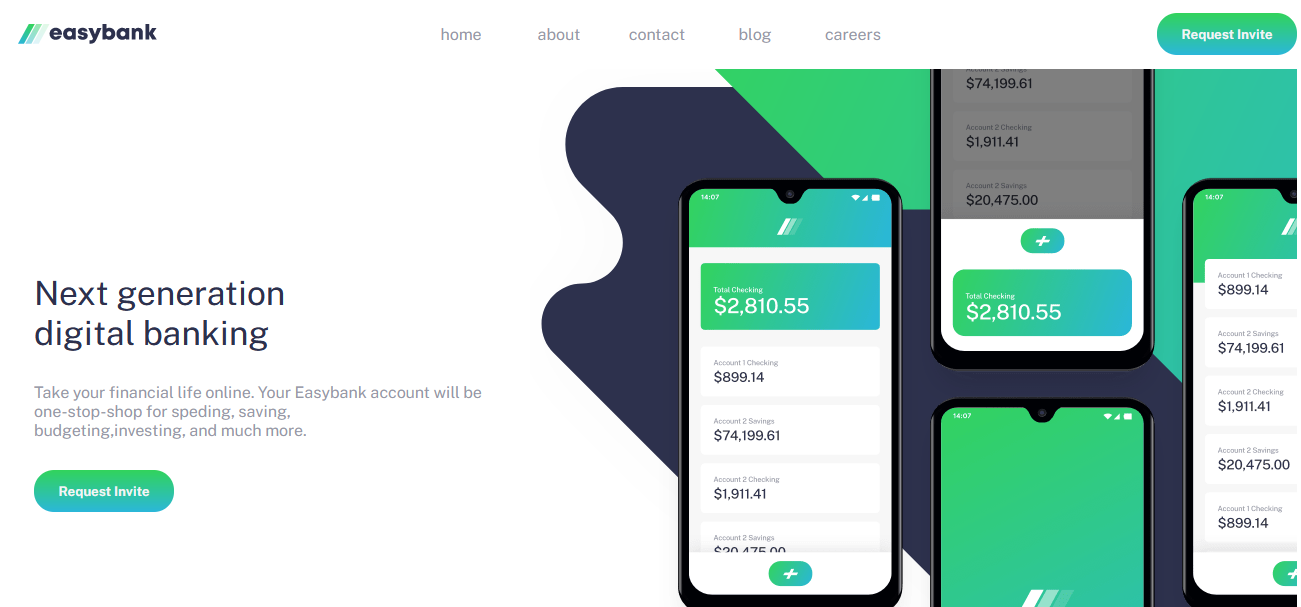 easybank
home about contact blog careers
Request Invite
Next generation
digital banking
Take your financial life online. Your Easybank account will be
one-stop-shop for speding, saving,
budgeting,investing, and much more.
Request Invite
14:07
Total Checking
$2,810.55
Account 1 Checking
$899.14
Account 2 Savings
$74,199.61
Account 2 Checking
$1,911.41
Account 2 Savings
$20,475.00
Account 2 Savings
$74,199.61
Account 2 Checking
$1,911.41
Account 2 Savings
$20,475.00
Total Checking
$2,810.55
14:07
14:07
Account 1 Checking
$899.14
Account 2 Savings
$74,199.61
Account 2 Checking
$1,911.41
Account 2 Savings
$20,475.00
Account 1 Checking
$899.14